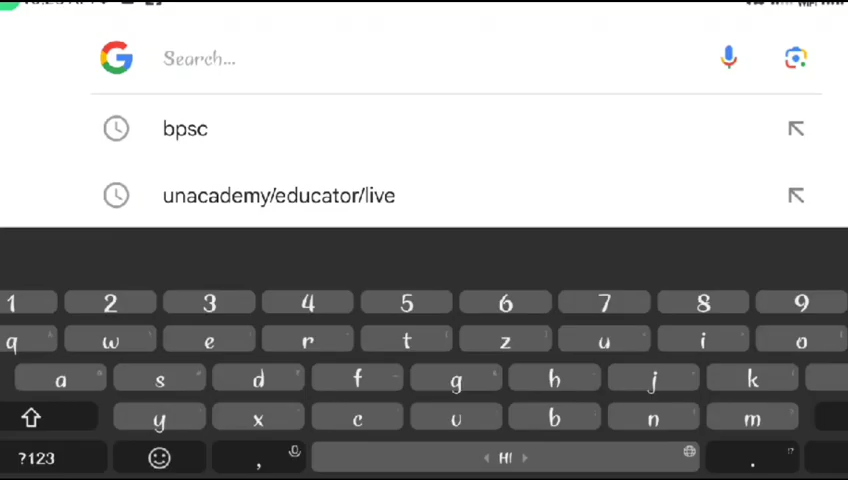 Search...
bpsc
unacademy/educator/live
1 2 3 4 5 6 7 8 9
q w e r t z u i o
a s d f g h j k
y x c v b n m
?123 , HI .